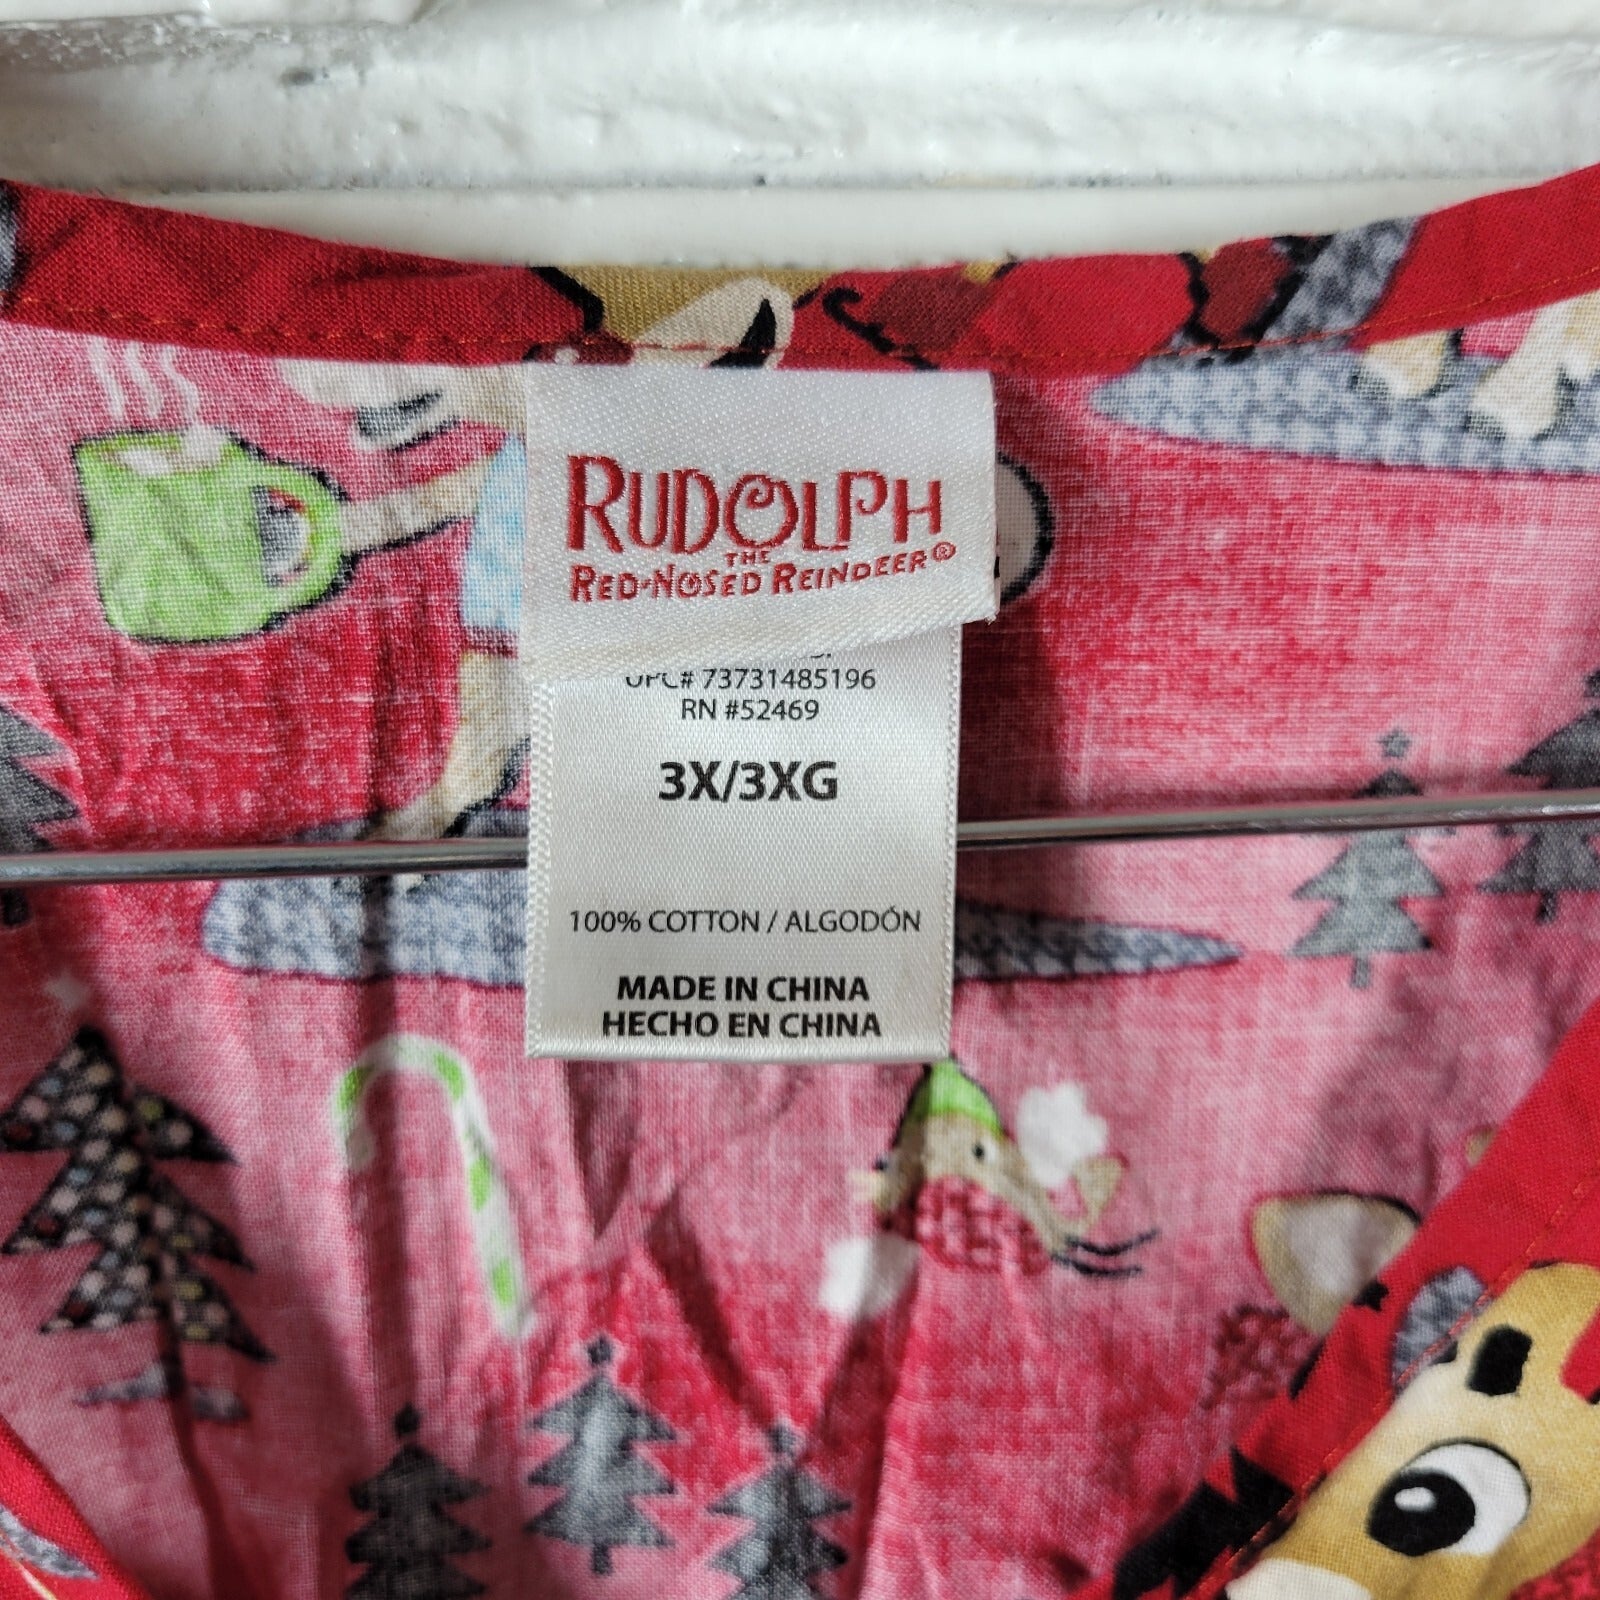 RUDOLPH
THE
RED-NOSED REINDEER®
UPC# 73731485196
RN #52469
3X/3XG
100% COTTON / ALGODÓN
MADE IN CHINA
HECHO EN CHINA